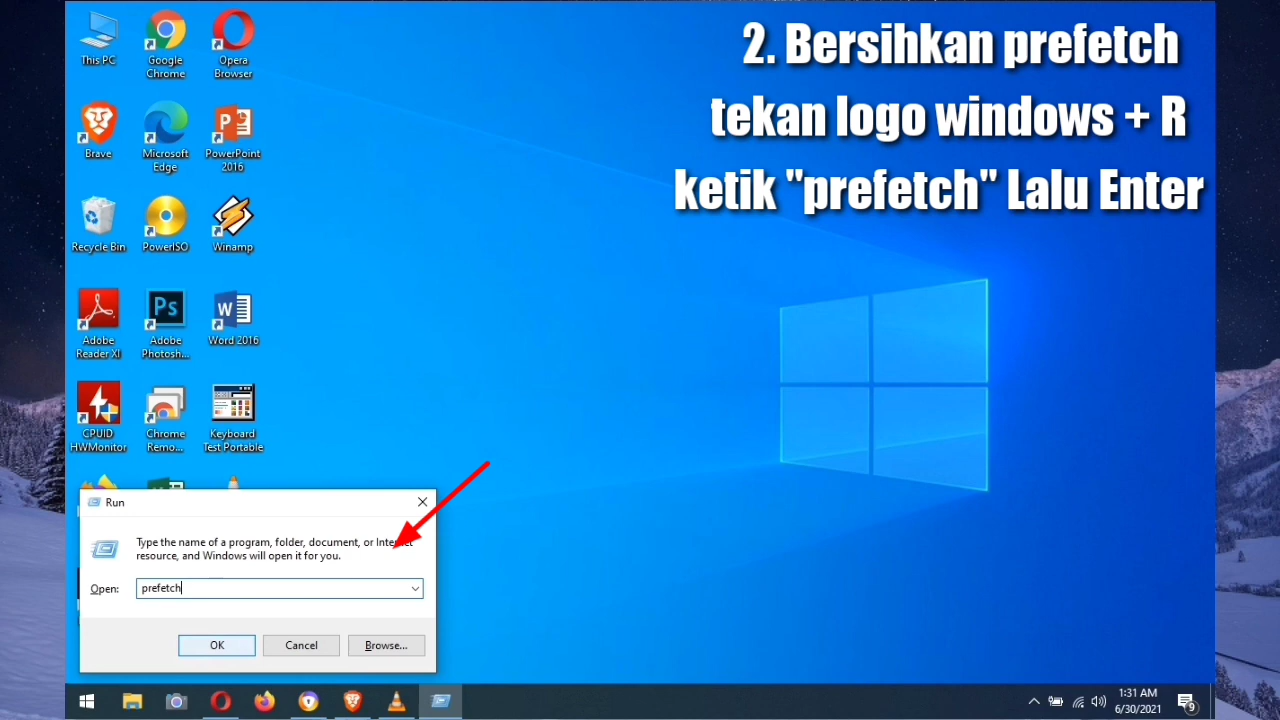 2. Bersihkan prefetch
tekan logo windows + R
ketik "prefetch" Lalu Enter
This PC
Google
Chrome
Opera
Browser
Brave
Microsoft
Edge
PowerPoint
2016
Recycle Bin
PowerISO
Winamp
Adobe
Reader XI
Ps
Adobe
Photosh...
Word 2016
CPUID
HWMonitor
Chrome
Remo...
Keyboard
Test Portable
Run
Type the name of a program, folder, document, or Internet
resource, and Windows will open it for you.
Open:
prefetch
OK
Cancel
Browse...
1:31 AM
6/30/2021
9